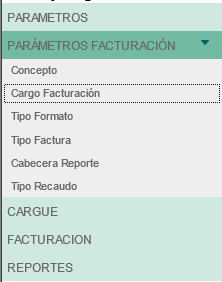 PARAMETROS
PARÁMETROS FACTURACIÓN
Concepto
Cargo Facturación
Tipo Formato
Tipo Factura
Cabecera Reporte
Tipo Recaudo
CARGUE
FACTURACION
REPORTES